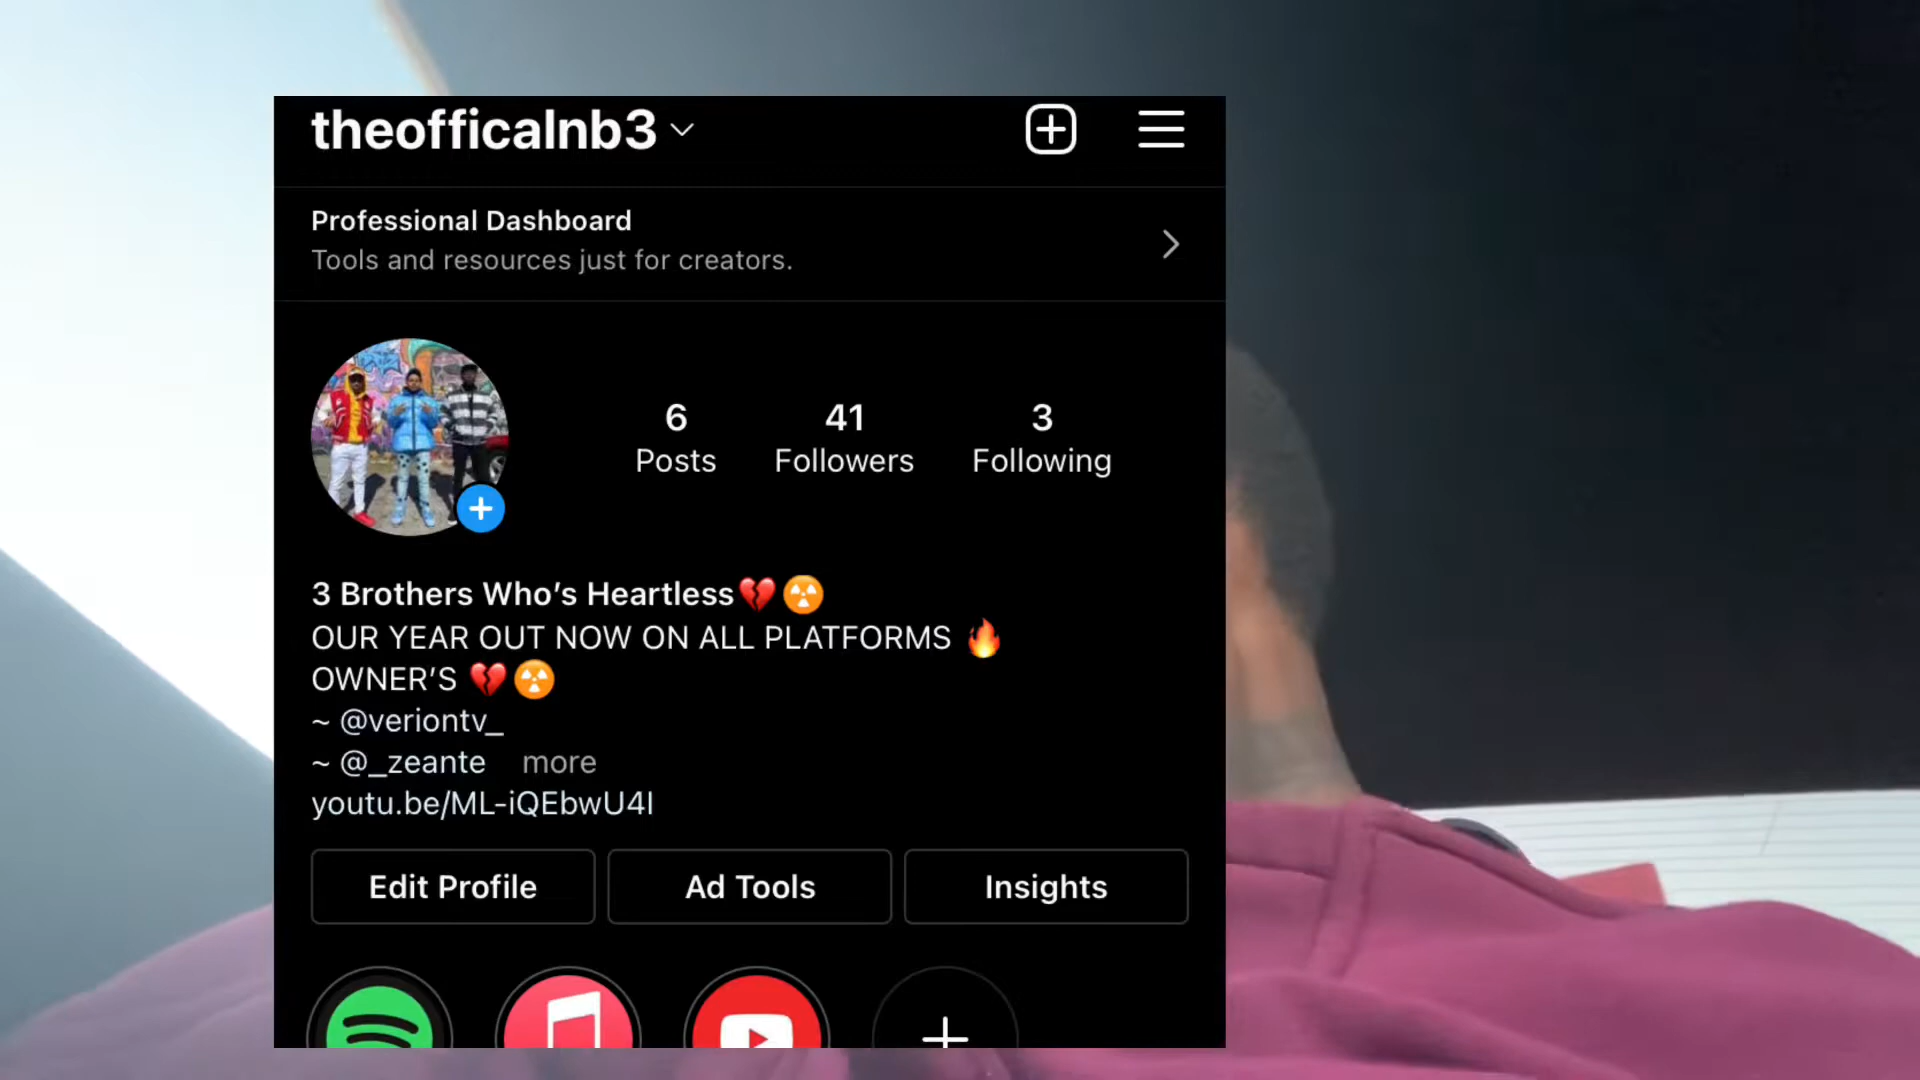 theofficalnb3
Professional Dashboard
Tools and resources just for creators.
6
Posts
41
Followers
3
Following
3 Brothers Who's Heartless💔☢️
OUR YEAR OUT NOW ON ALL PLATFORMS 🔥
OWNER'S 💔☢️
~ @veriontv_
~ @_zeante more
youtu.be/ML-iQEbwU4I
Edit Profile
Ad Tools
Insights